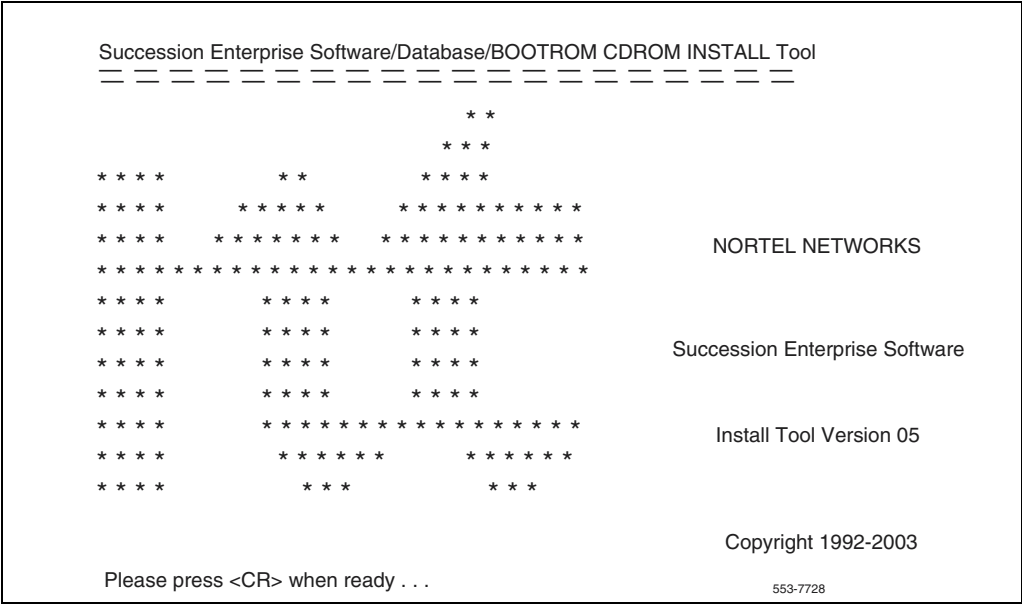 Succession Enterprise Software/Database/BOOTROM CDROM INSTALL Tool
= = = = = = = = = = = = = = = = = = = =
* *
* * *
* * * * * * * * * *
* * * * * * * * * * * * * * * * * * *
* * * * * * * * * * * * * * * * * * * * * *
NORTEL NETWORKS
* * * * * * * * * * * * * * * * * * * * * * * * * *
* * * * * * * * * * * *
* * * * * * * * * * * *
Succession Enterprise Software
* * * * * * * * * * * *
* * * * * * * * * * * *
* * * * * * * * * * * * * * * * * * * * *
Install Tool Version 05
* * * * * * * * * * * * * * * *
* * * * * * * * * *
Copyright 1992-2003
Please press <CR> when ready . . .
553-7728